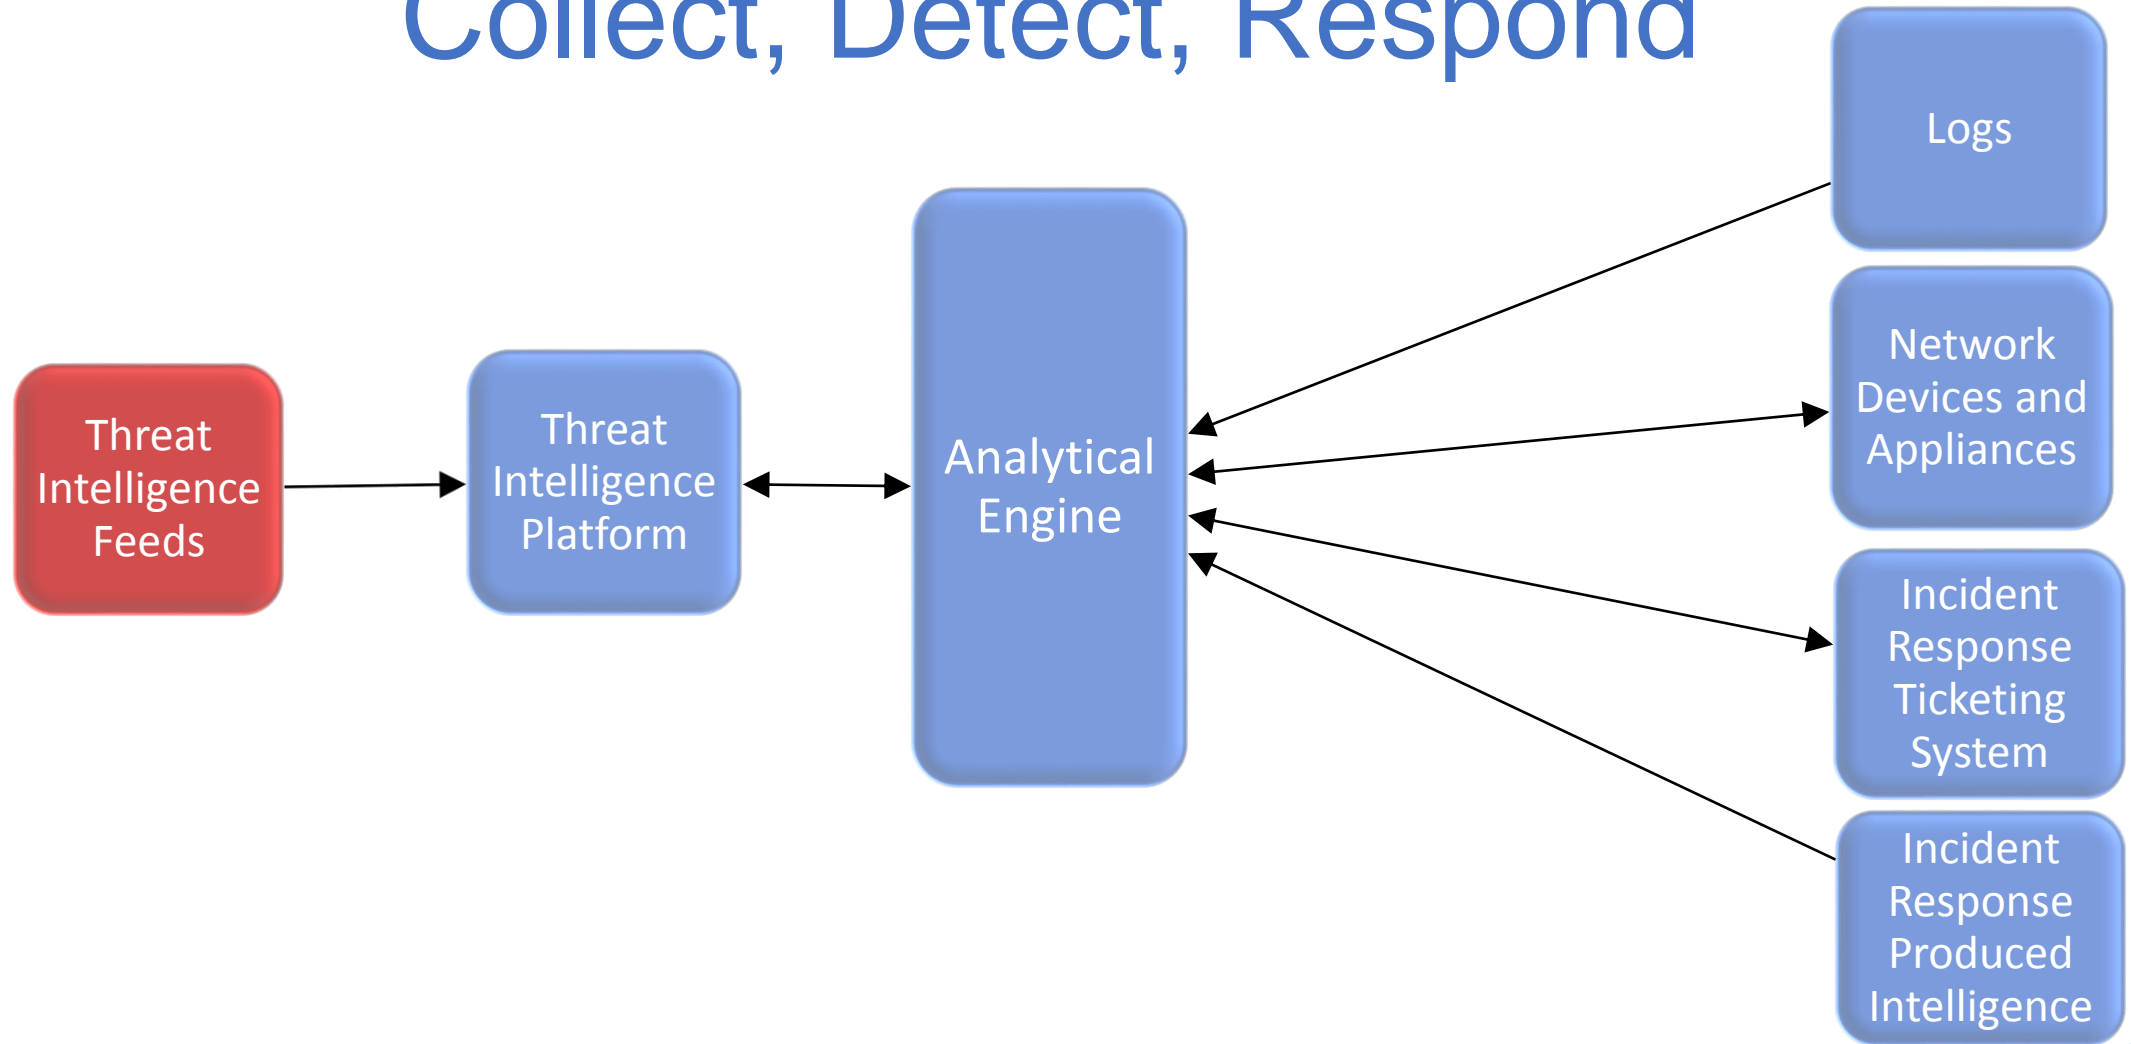 Collect, Detect, Respond
Logs
Network
Devices and
Appliances
Threat
Intelligence
Feeds
Threat
Intelligence
Platform
Analytical
Engine
Incident
Response
Ticketing
System
Incident
Response
Produced
Intelligence